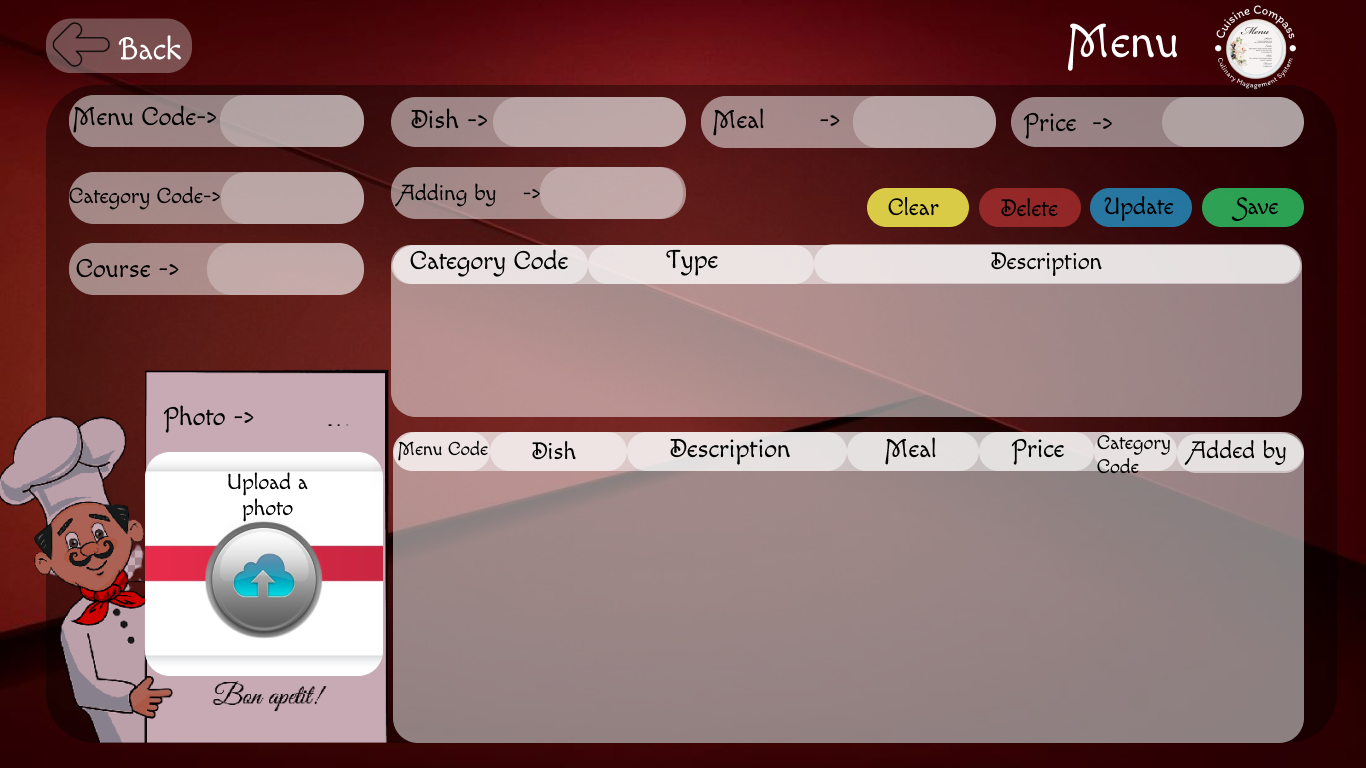 Back
Menu
Cuisine Compass
Menu
Culinary Magagement System
Menu Code->
Dish ->
Meal ->
Price ->
Category Code->
Adding by ->
Clear
Delete
Update
Save
Course ->
Category Code
Type
Description
Photo -> ...
Upload a
photo
Bon apetit!
Menu Code
Dish
Description
Meal
Price
Category
Code
Added by